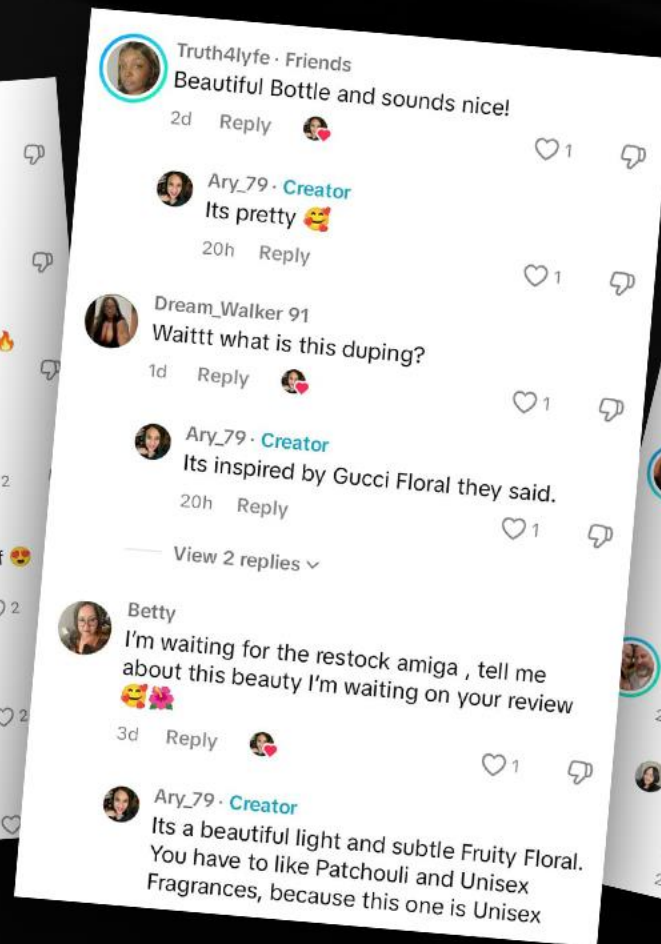 Truth4lyfe · Friends
Beautiful Bottle and sounds nice!
2d Reply
1
Ary_79 · Creator
Its pretty 🥰
20h Reply
1
Dream_Walker 91
Waittt what is this duping?
1d Reply
1
Ary_79 · Creator
Its inspired by Gucci Floral they said.
20h Reply
1
View 2 replies
Betty
I'm waiting for the restock amiga , tell me
about this beauty I'm waiting on your review
🥰🌺
3d Reply
1
Ary_79 · Creator
Its a beautiful light and subtle Fruity Floral.
You have to like Patchouli and Unisex
Fragrances, because this one is Unisex
2
2
2